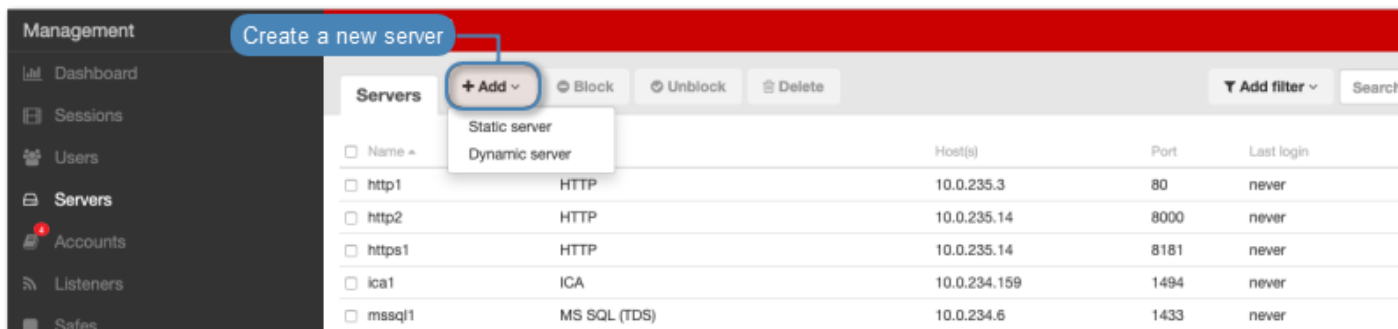 Management
Create a new server
Dashboard
Sessions
Users
Servers
4
Accounts
Listeners
Safes
Servers
+ Add
Block
Unblock
Delete
Add filter
Search
Static server
Dynamic server
Name Host(s) Port Last login
http1 HTTP 10.0.235.3 80 never
http2 HTTP 10.0.235.14 8000 never
https1 HTTP 10.0.235.14 8181 never
ica1 ICA 10.0.234.159 1494 never
mssql1 MS SQL (TDS) 10.0.234.6 1433 never